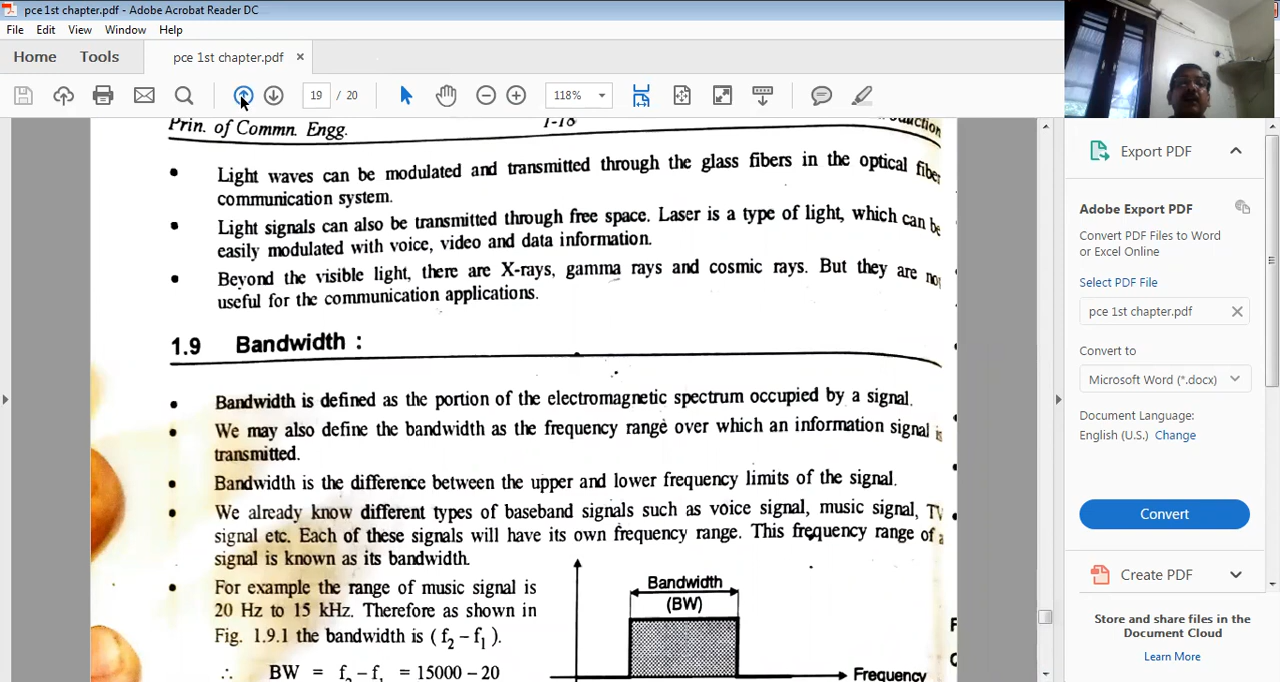 pce 1st chapter.pdf - Adobe Acrobat Reader DC
File Edit View Window Help
Home Tools pce 1st chapter.pdf ×
19 / 20 118%
Prin. of Commn. Engg. 1-18
• Light waves can be modulated and transmitted through the glass fibers in the optical fiber
communication system.
• Light signals can also be transmitted through free space. Laser is a type of light, which can be
easily modulated with voice, video and data information.
• Beyond the visible light, there are X-rays, gamma rays and cosmic rays. But they are not
useful for the communication applications.
1.9 Bandwidth :
• Bandwidth is defined as the portion of the electromagnetic spectrum occupied by a signal.
• We may also define the bandwidth as the frequency range over which an information signal is
transmitted.
• Bandwidth is the difference between the upper and lower frequency limits of the signal.
• We already know different types of baseband signals such as voice signal, music signal, TV
signal etc. Each of these signals will have its own frequency range. This frequency range of a
signal is known as its bandwidth.
• For example the range of music signal is
20 Hz to 15 kHz. Therefore as shown in
Fig. 1.9.1 the bandwidth is (f₂ – f₁).
∴ BW = f₂ – f₁ = 15000 – 20
Bandwidth
(BW)
Frequency
Export PDF
Adobe Export PDF
Convert PDF Files to Word
or Excel Online
Select PDF File
pce 1st chapter.pdf ×
Convert to
Microsoft Word (*.docx)
Document Language:
English (U.S.) Change
Convert
Create PDF
Store and share files in the
Document Cloud
Learn More